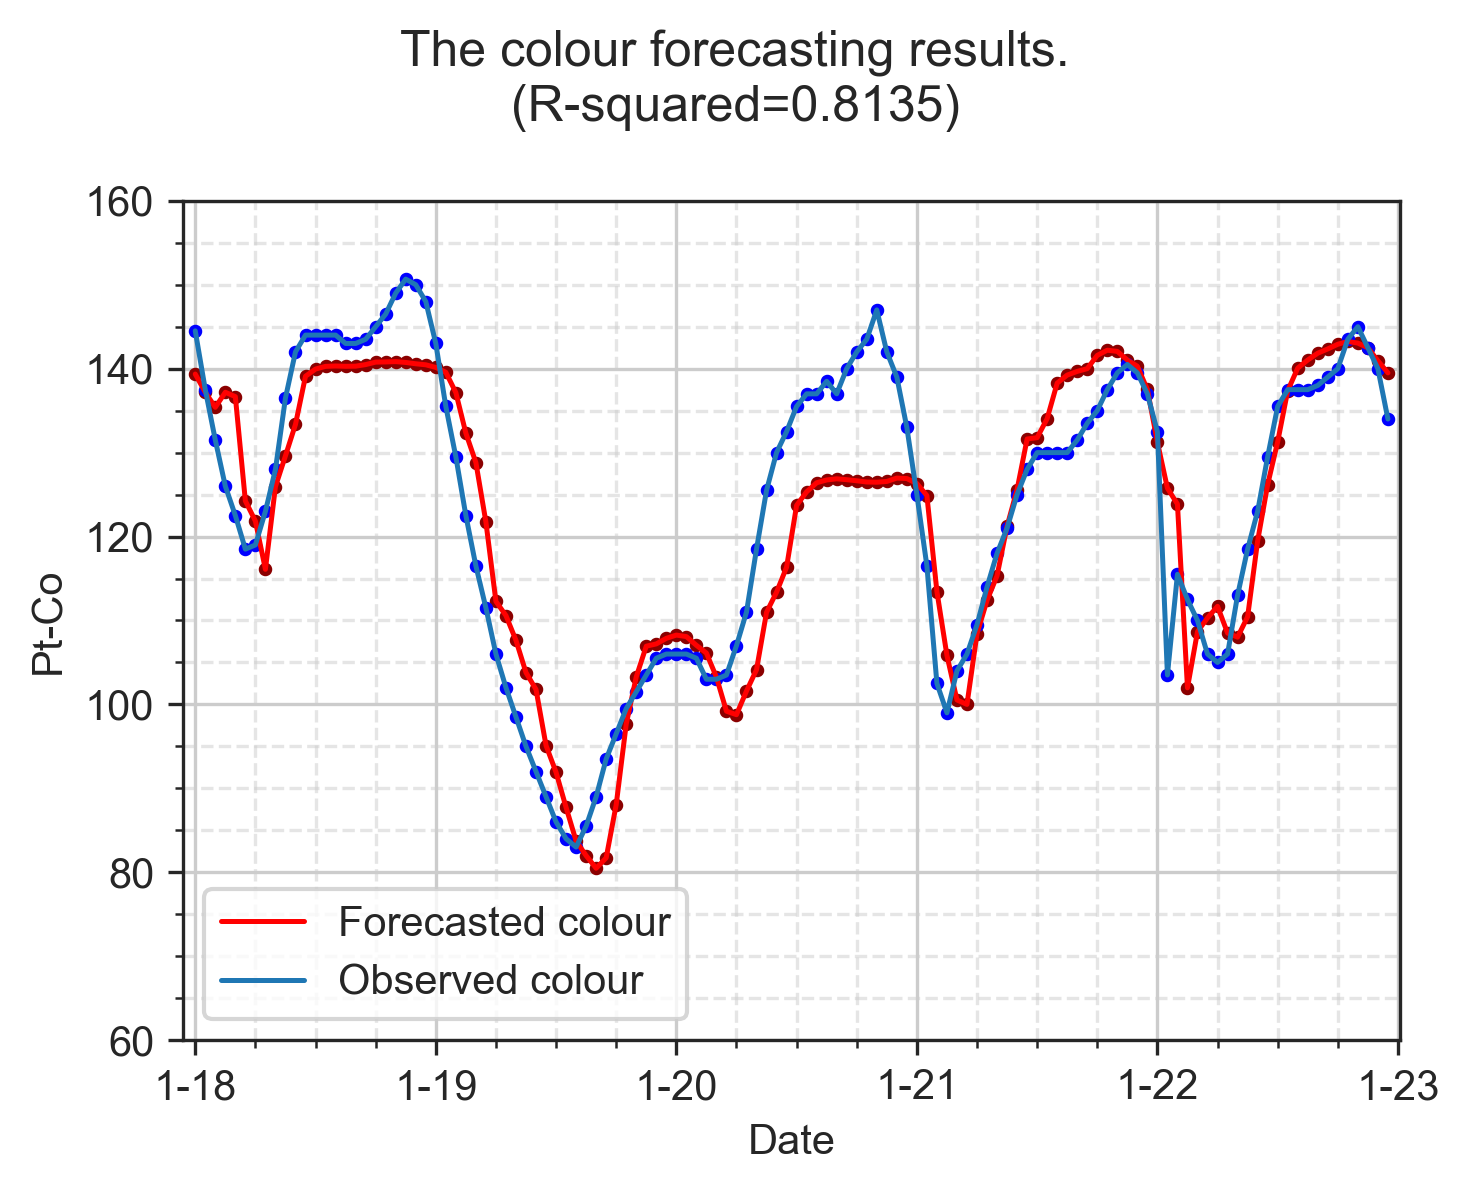 The colour forecasting results.
(R-squared=0.8135)
160
140
120
100
80
60
Pt-Co
Forecasted colour
Observed colour
1-18 1-19 1-20 1-21 1-22 1-23
Date